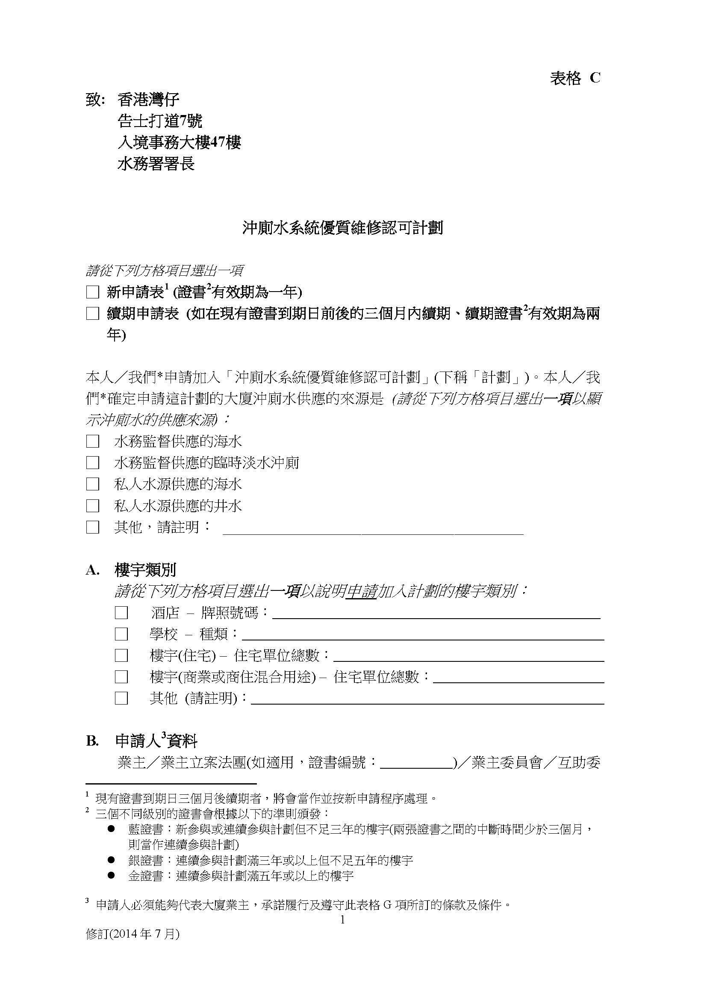 表格 C
致: 香港灣仔
告士打道7號
入境事務大樓47樓
水務署署長
沖廁水系統優質維修認可計劃
請從下列方格項目選出一項
□ 新申請表1 (證書2有效期為一年)
□ 續期申請表 (如在現有證書到期日前後的三個月內續期、續期證書2有效期為兩
年)
本人／我們*申請加入「沖廁水系統優質維修認可計劃」(下稱「計劃」)。本人／我
們*確定申請這計劃的大廈沖廁水供應的來源是 (請從下列方格項目選出一項以顯
示沖廁水的供應來源)：
□ 水務監督供應的海水
□ 水務監督供應的臨時淡水沖廁
□ 私人水源供應的海水
□ 私人水源供應的井水
□ 其他，請註明： ____________________
A. 樓宇類別
請從下列方格項目選出一項以說明申請加入計劃的樓宇類別：
□ 酒店 – 牌照號碼：____________________
□ 學校 – 種類：____________________
□ 樓宇(住宅) – 住宅單位總數：____________________
□ 樓宇(商業或商住混合用途) – 住宅單位總數：____________________
□ 其他 (請註明)：____________________
B. 申請人3資料
業主／業主立案法團(如適用，證書編號：__________)／業主委員會／互助委
1 現有證書到期日三個月後續期者，將會當作並按新申請程序處理。
2 三個不同級別的證書會根據以下的準則頒發：
● 藍證書：新參與或連續參與計劃但不足三年的樓宇(兩張證書之間的中斷時間少於三個月，
則當作連續參與計劃)
● 銀證書：連續參與計劃滿三年或以上但不足五年的樓宇
● 金證書：連續參與計劃滿五年或以上的樓宇
3 申請人必須能夠代表大廈業主，承諾履行及遵守此表格 G 項所訂的條款及條件。
1
修訂(2014 年 7 月)